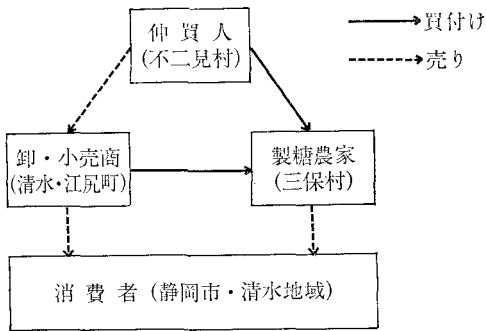 仲買人
(不二見村)
→買付け
⇢売り
卸・小売商
(清水・江尻町)
製糖農家
(三保村)
消費者(静岡市・清水地域)